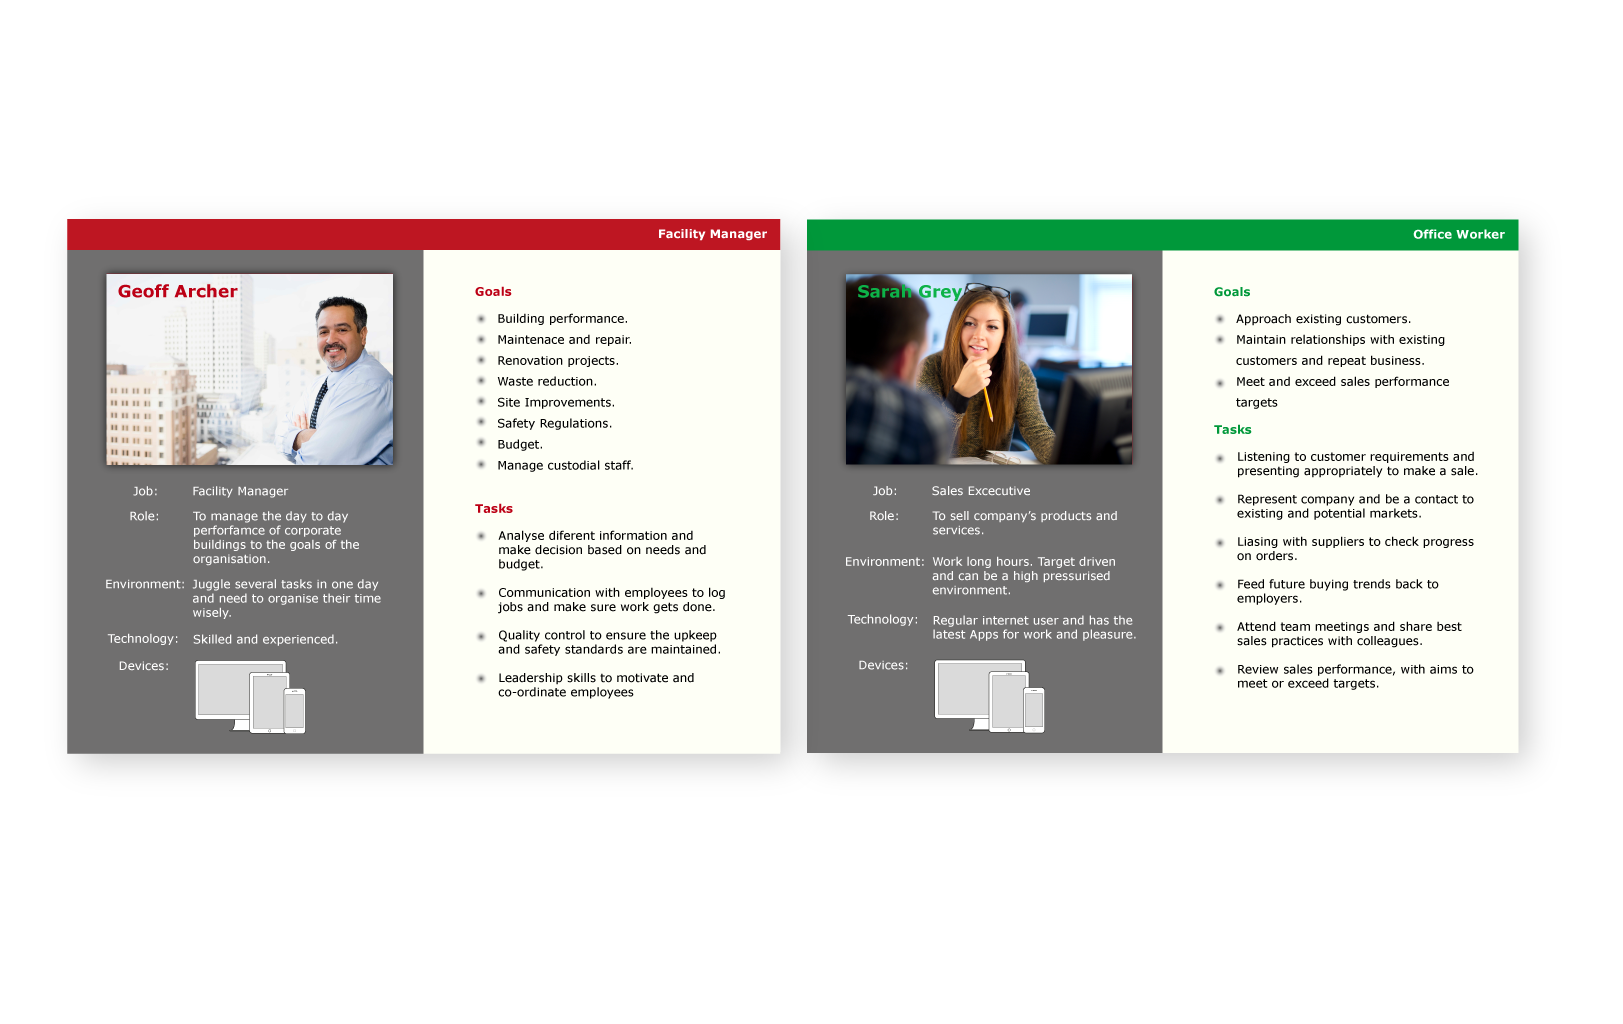 Facility Manager
Geoff Archer
Job: Facility Manager
Role: To manage the day to day
perfomance of corporate
buildings to the goals of the
organisation.
Environment: Juggle several tasks in one day
and need to organise their time
wisely.
Technology: Skilled and experienced.
Devices:
Goals
Building performance.
Maintenace and repair.
Renovation projects.
Waste reduction.
Site Improvements.
Safety Regulations.
Budget.
Manage custodial staff.
Tasks
Analyse diferent information and
make decision based on needs and
budget.
Communication with employees to log
jobs and make sure work gets done.
Quality control to ensure the upkeep
and safety standards are maintained.
Leadership skills to motivate and
co-ordinate employees
Office Worker
Sarah Grey
Job: Sales Excecutive
Role: To sell company’s products and
services.
Environment: Work long hours. Target driven
and can be a high pressurised
environment.
Technology: Regular internet user and has the
latest Apps for work and pleasure.
Devices:
Goals
Approach existing customers.
Maintain relationships with existing
customers and repeat business.
Meet and exceed sales performance
targets
Tasks
Listening to customer requirements and
presenting appropriately to make a sale.
Represent company and be a contact to
existing and potential markets.
Liasing with suppliers to check progress
on orders.
Feed future buying trends back to
employers.
Attend team meetings and share best
sales practices with colleagues.
Review sales performance, with aims to
meet or exceed targets.